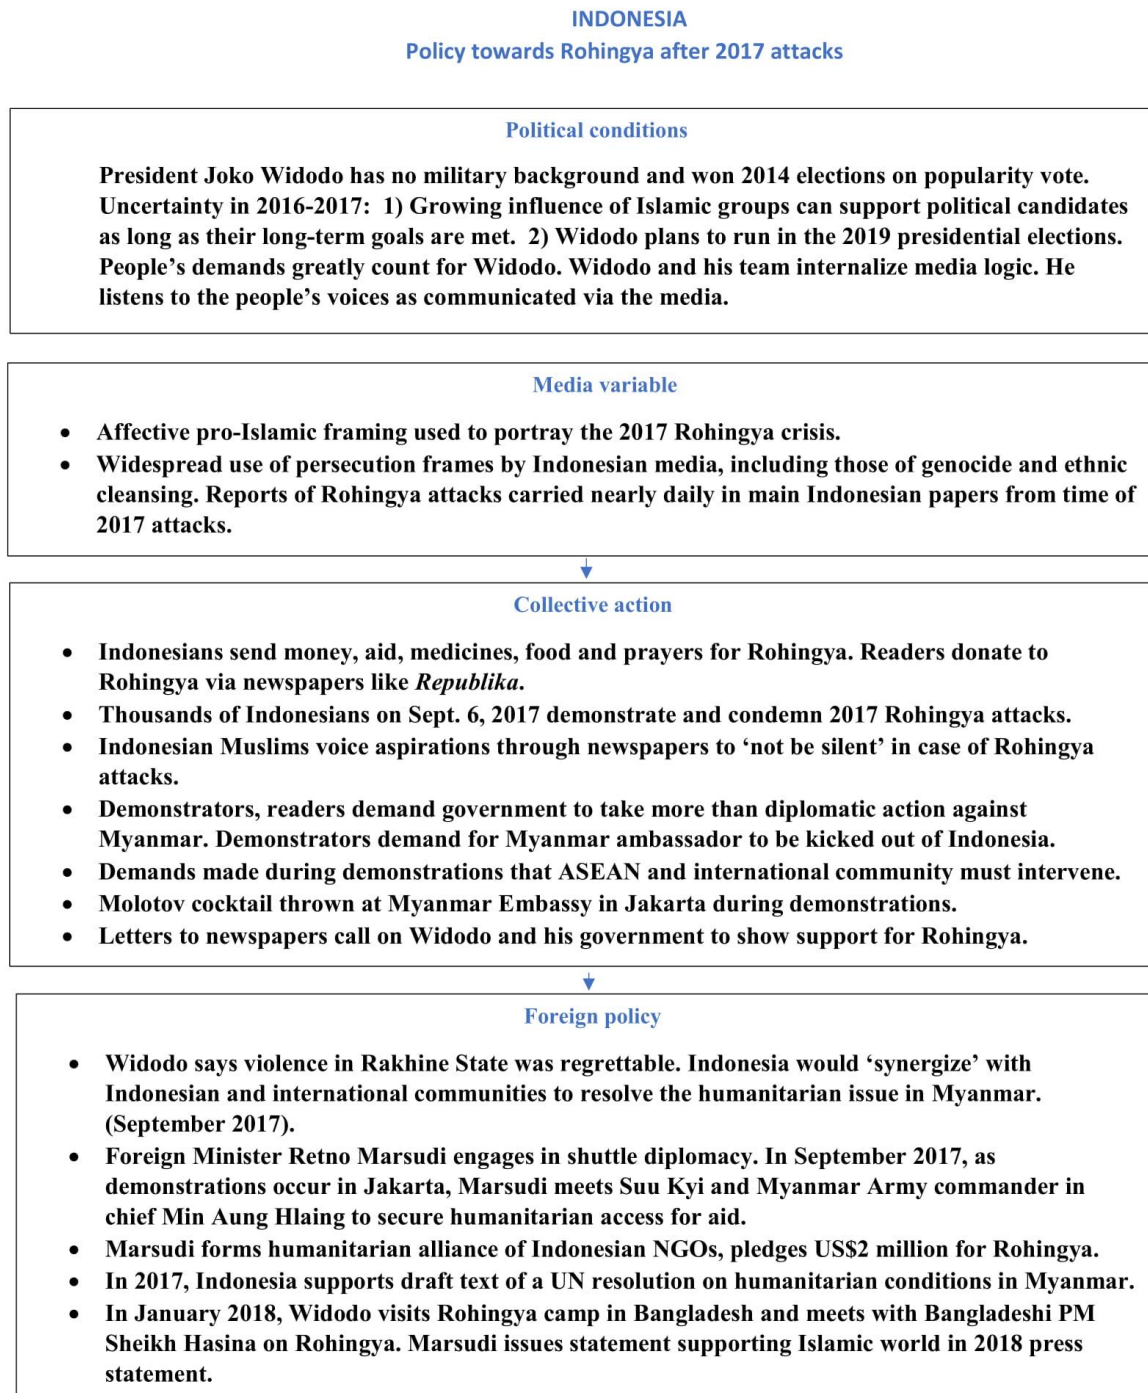 INDONESIA
Policy towards Rohingya after 2017 attacks
Political conditions
President Joko Widodo has no military background and won 2014 elections on popularity vote.
Uncertainty in 2016-2017: 1) Growing influence of Islamic groups can support political candidates
as long as their long-term goals are met. 2) Widodo plans to run in the 2019 presidential elections.
People’s demands greatly count for Widodo. Widodo and his team internalize media logic. He
listens to the people’s voices as communicated via the media.
Media variable
• Affective pro-Islamic framing used to portray the 2017 Rohingya crisis.
• Widespread use of persecution frames by Indonesian media, including those of genocide and ethnic
cleansing. Reports of Rohingya attacks carried nearly daily in main Indonesian papers from time of
2017 attacks.
Collective action
• Indonesians send money, aid, medicines, food and prayers for Rohingya. Readers donate to
Rohingya via newspapers like Republika.
• Thousands of Indonesians on Sept. 6, 2017 demonstrate and condemn 2017 Rohingya attacks.
• Indonesian Muslims voice aspirations through newspapers to ‘not be silent’ in case of Rohingya
attacks.
• Demonstrators, readers demand government to take more than diplomatic action against
Myanmar. Demonstrators demand for Myanmar ambassador to be kicked out of Indonesia.
• Demands made during demonstrations that ASEAN and international community must intervene.
• Molotov cocktail thrown at Myanmar Embassy in Jakarta during demonstrations.
• Letters to newspapers call on Widodo and his government to show support for Rohingya.
Foreign policy
• Widodo says violence in Rakhine State was regrettable. Indonesia would ‘synergize’ with
Indonesian and international communities to resolve the humanitarian issue in Myanmar.
(September 2017).
• Foreign Minister Retno Marsudi engages in shuttle diplomacy. In September 2017, as
demonstrations occur in Jakarta, Marsudi meets Suu Kyi and Myanmar Army commander in
chief Min Aung Hlaing to secure humanitarian access for aid.
• Marsudi forms humanitarian alliance of Indonesian NGOs, pledges US$2 million for Rohingya.
• In 2017, Indonesia supports draft text of a UN resolution on humanitarian conditions in Myanmar.
• In January 2018, Widodo visits Rohingya camp in Bangladesh and meets with Bangladeshi PM
Sheikh Hasina on Rohingya. Marsudi issues statement supporting Islamic world in 2018 press
statement.